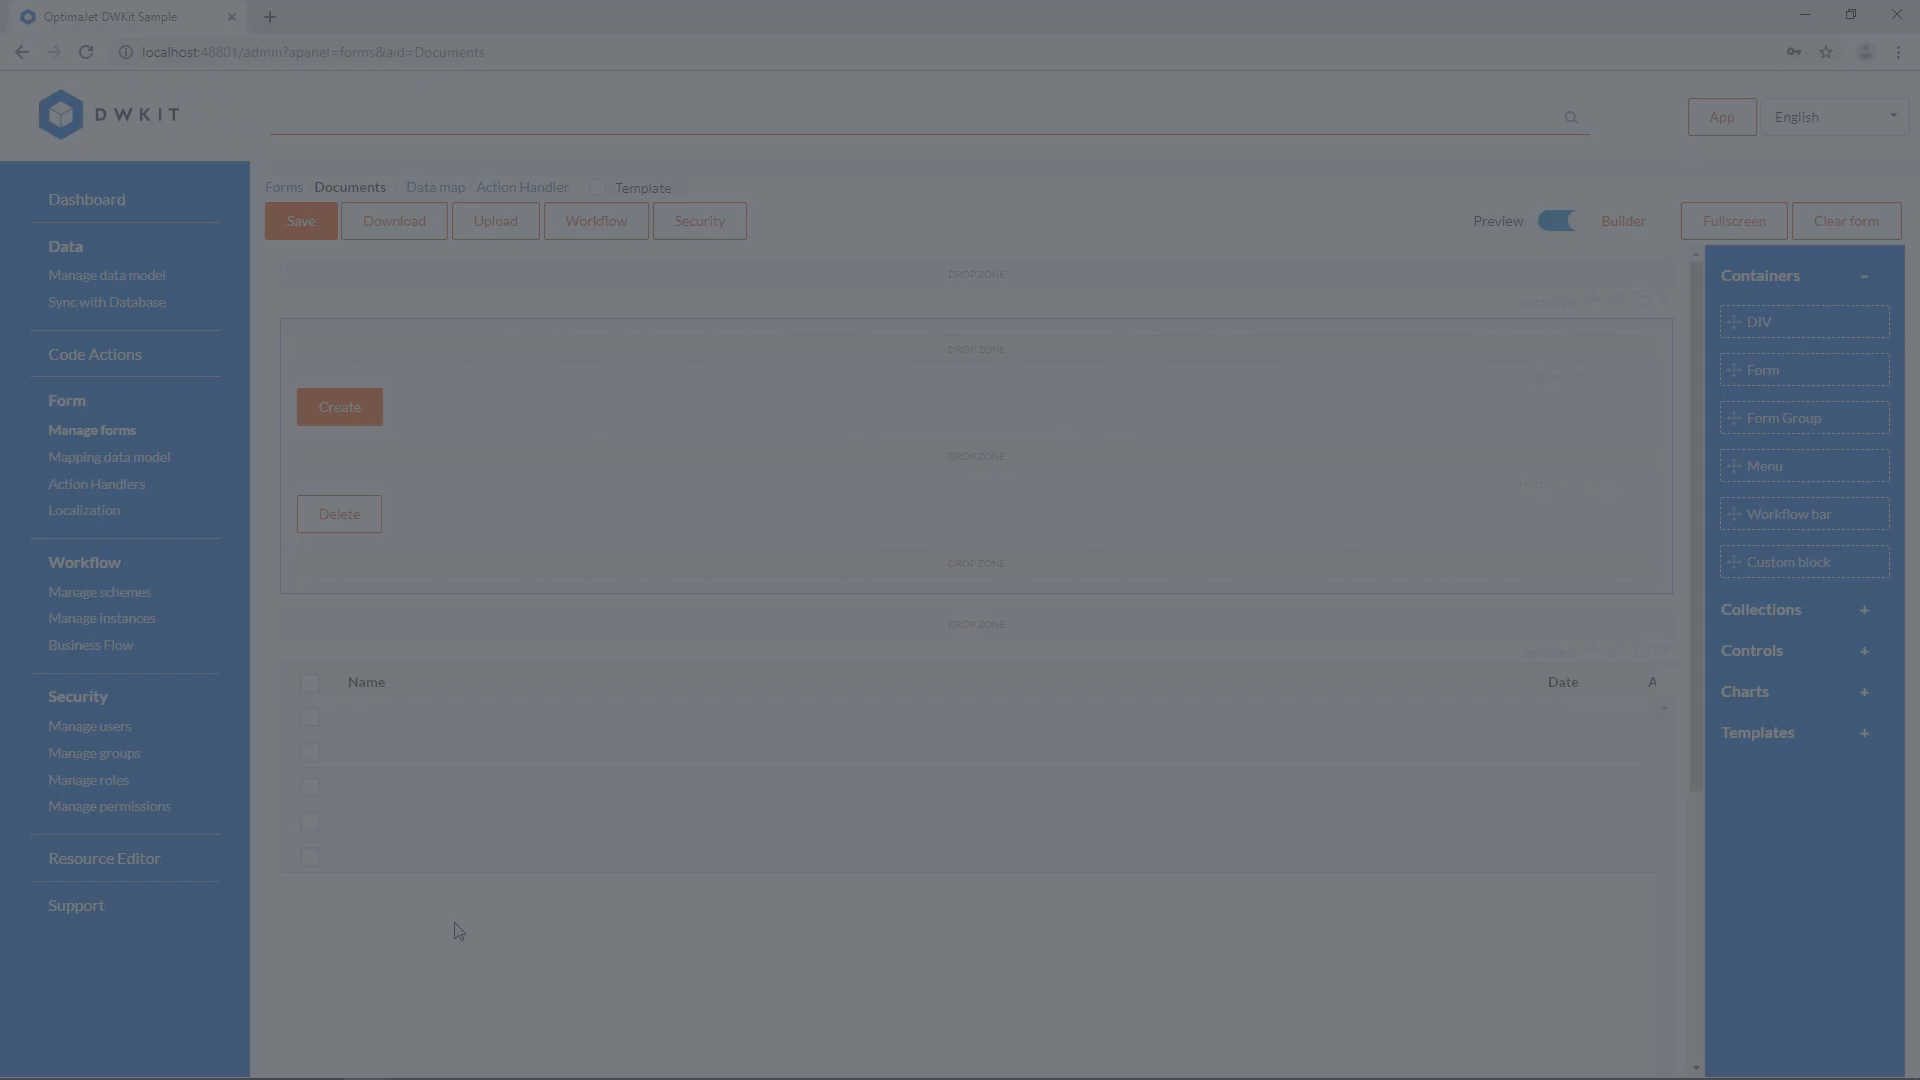 OptimaJet DWKit Sample
localhost:48801/admin?apanel=forms&aid=Documents
DWKIT
App
English
Dashboard
Data
Manage data model
Sync with Database
Code Actions
Form
Manage forms
Mapping data model
Action Handlers
Localization
Workflow
Manage schemes
Manage instances
Business Flow
Security
Manage users
Manage groups
Manage roles
Manage permissions
Resource Editor
Support
Forms Documents Data map Action Handler Template
Save Download Upload Workflow Security
Preview Builder Fullscreen Clear form
DROP ZONE
DROP ZONE
Create
DROP ZONE
Delete
DROP ZONE
DROP ZONE
Name Date A
Containers -
DIV
Form
Form Group
Menu
Workflow bar
Custom block
Collections +
Controls +
Charts +
Templates +